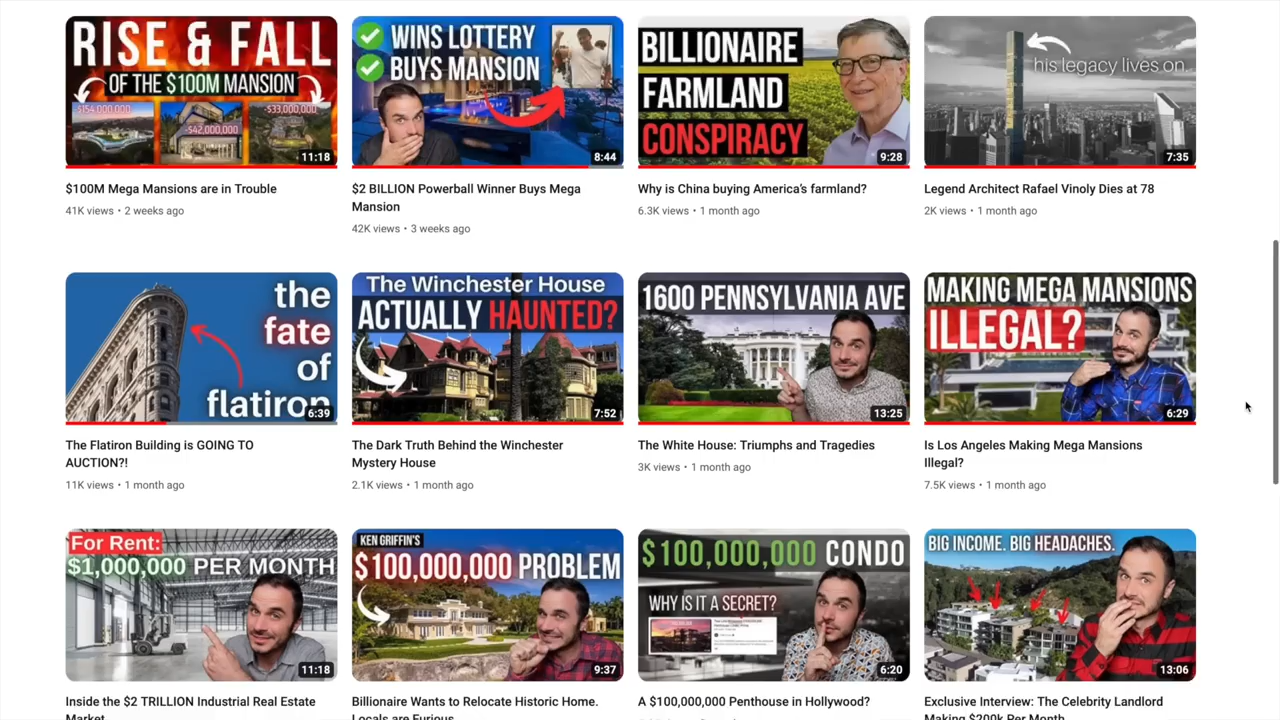 RISE & FALL
OF THE $100M MANSION
-$154,000,000
-$42,000,000
-$33,000,000
11:18
WINS LOTTERY
BUYS MANSION
8:44
BILLIONAIRE
FARMLAND
CONSPIRACY
9:28
his legacy lives on...
7:35
$100M Mega Mansions are in Trouble
41K views • 2 weeks ago
$2 BILLION Powerball Winner Buys Mega
Mansion
42K views • 3 weeks ago
Why is China buying America's farmland?
6.3K views • 1 month ago
Legend Architect Rafael Vinoly Dies at 78
2K views • 1 month ago
the
fate
of
flatiron
6:39
The Winchester House
ACTUALLY HAUNTED?
7:52
1600 PENNSYLVANIA AVE
13:25
MAKING MEGA MANSIONS
ILLEGAL?
6:29
The Flatiron Building is GOING TO
AUCTION?!
11K views • 1 month ago
The Dark Truth Behind the Winchester
Mystery House
2.1K views • 1 month ago
The White House: Triumphs and Tragedies
3K views • 1 month ago
Is Los Angeles Making Mega Mansions
Illegal?
7.5K views • 1 month ago
For Rent:
$1,000,000 PER MONTH
11:18
KEN GRIFFIN'S
$100,000,000 PROBLEM
9:37
$100,000,000 CONDO
WHY IS IT A SECRET?
6:20
BIG INCOME. BIG HEADACHES.
13:06
Inside the $2 TRILLION Industrial Real Estate
Market
Billionaire Wants to Relocate Historic Home.
Locals are Furious
A $100,000,000 Penthouse in Hollywood?
Exclusive Interview: The Celebrity Landlord
Making $200k Per Month